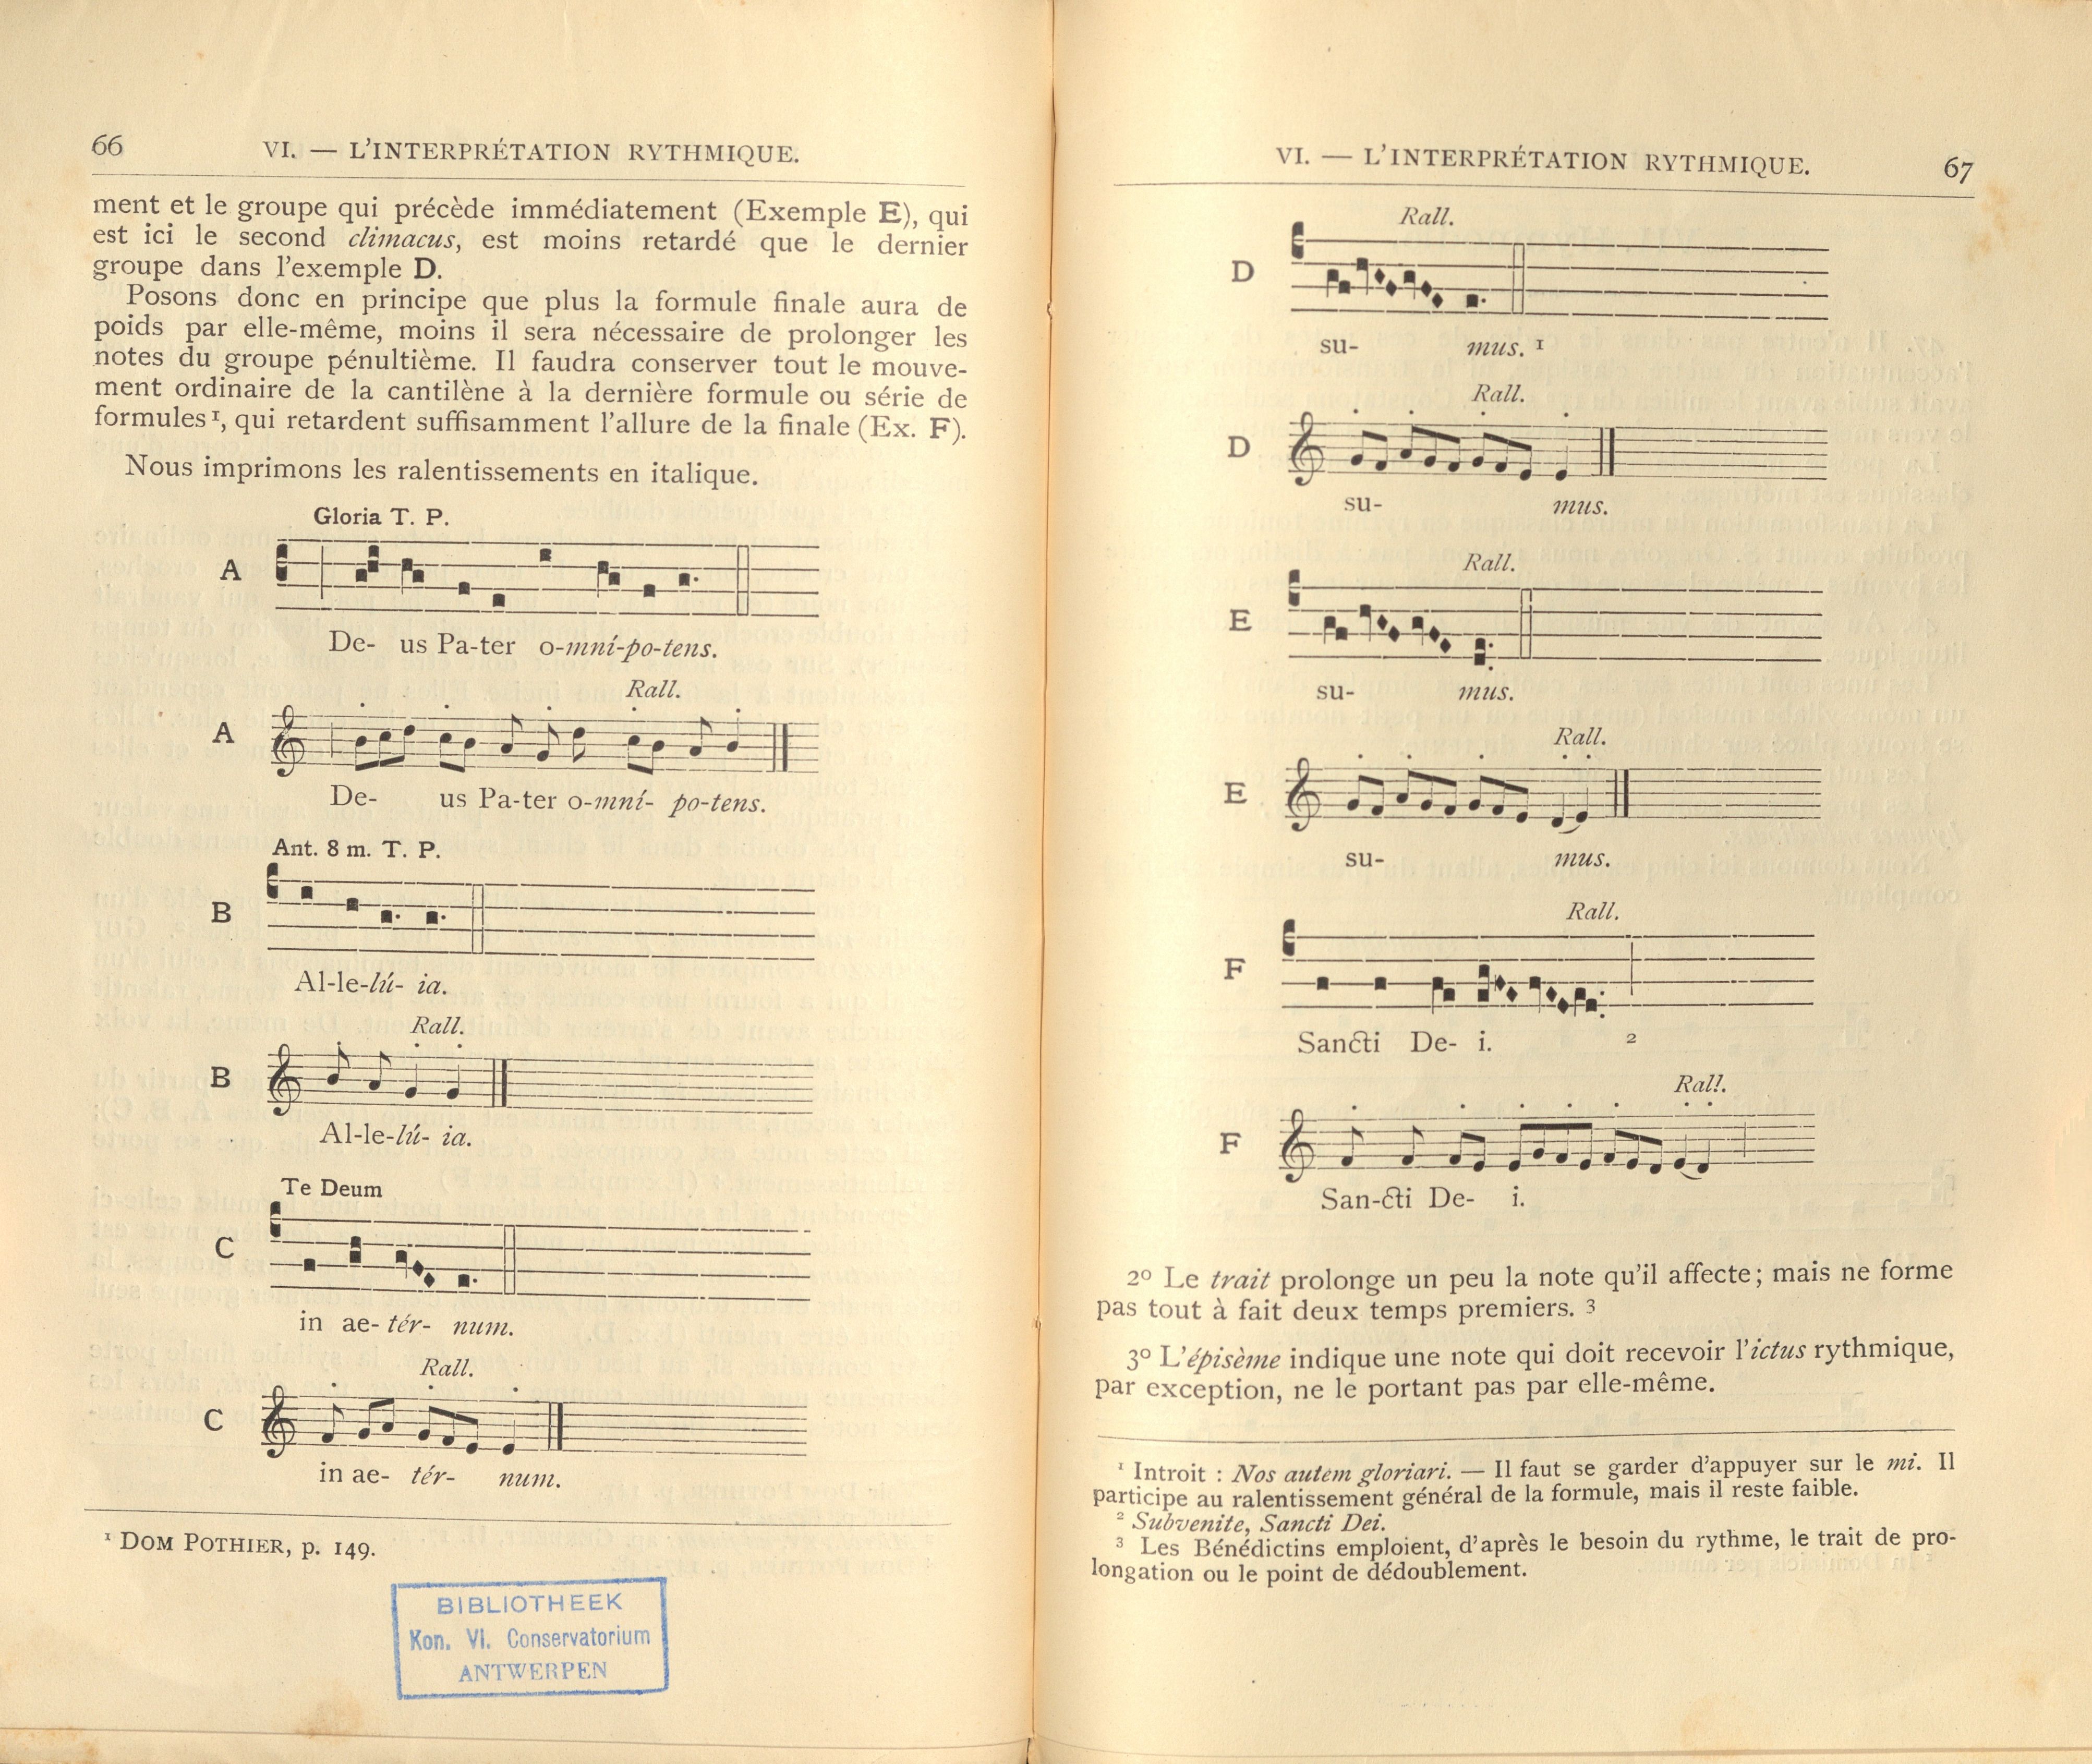 66
VI. — L'INTERPRÉTATION RYTHMIQUE.
ment et le groupe qui précède immédiatement (Exemple E), qui
est ici le second climacus, est moins retardé que le dernier
groupe dans l'exemple D.
Posons donc en principe que plus la formule finale aura de
poids par elle-même, moins il sera nécessaire de prolonger les
notes du groupe pénultième. Il faudra conserver tout le mouve-
ment ordinaire de la cantilène à la dernière formule ou série de
formules¹, qui retardent suffisamment l'allure de la finale (Ex. F).
Nous imprimons les ralentissements en italique.
Gloria T. P.
A
De- us Pa-ter o-mní-po-tens.
Rall.
A
De- us Pa-ter o-mní- po-tens.
Ant. 8 m. T. P.
B
Al-le-lú- ia.
Rall.
B
Al-le-lú- ia.
Te Deum
C
in ae- tér- num.
Rall.
C
in ae- tér- num.
¹ DOM POTHIER, p. 149.
BIBLIOTHEEK
Kon. Vl. Conservatorium
ANTWERPEN
VI. — L'INTERPRÉTATION RYTHMIQUE.
67
Rall.
D
su- mus. ¹
Rall.
D
su- mus.
Rall.
E
su- mus.
Rall.
E
su- mus.
Rall.
F
Sancti De- i. ²
Rall.
F
San-cti De- i.
2º Le trait prolonge un peu la note qu'il affecte; mais ne forme
pas tout à fait deux temps premiers. ³
3º L'épisème indique une note qui doit recevoir l'ictus rythmique,
par exception, ne le portant pas par elle-même.
¹ Introit : Nos autem gloriari. — Il faut se garder d'appuyer sur le mi. Il
participe au ralentissement général de la formule, mais il reste faible.
² Subvenite, Sancti Dei.
³ Les Bénédictins emploient, d'après le besoin du rythme, le trait de pro-
longation ou le point de dédoublement.